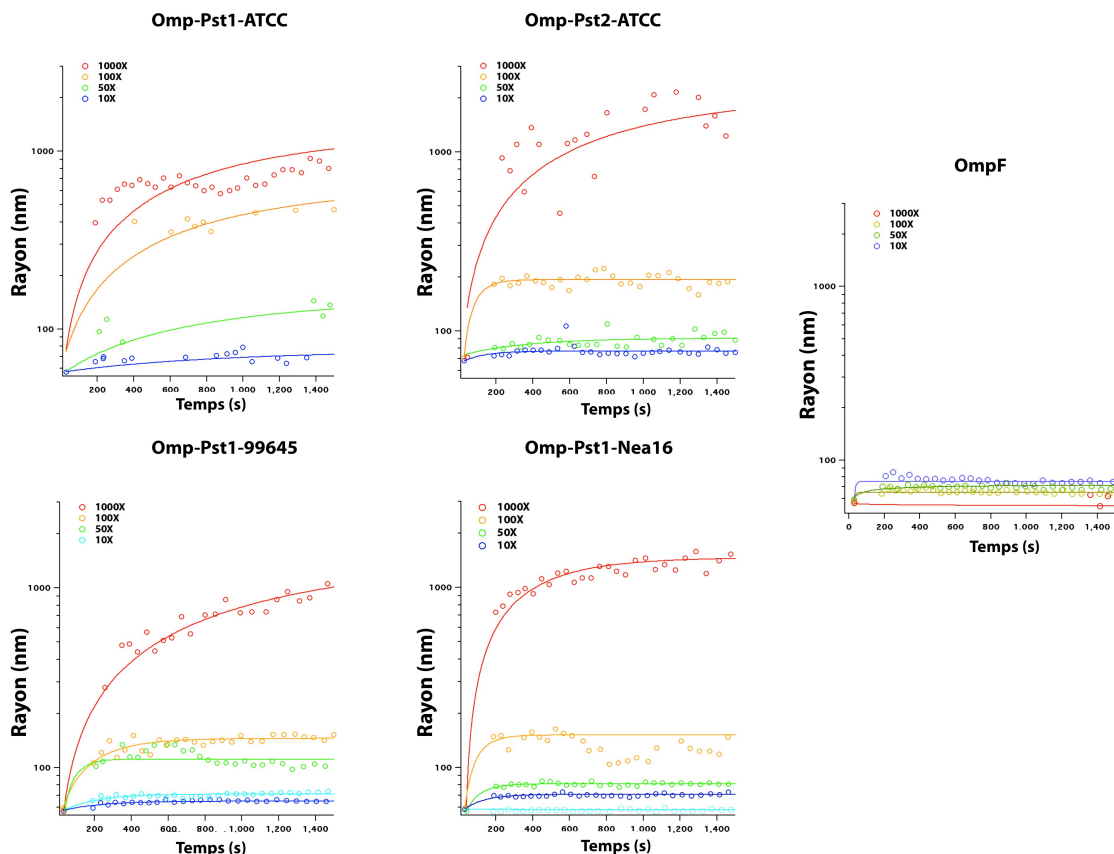 Omp-Pst1-ATCC
1000X
100X
50X
10X
1000
100
Rayon (nm)
200 400 600 800 1.000 1,200 1,400
Temps (s)
Omp-Pst2-ATCC
1000X
100X
50X
10X
1000
100
Rayon (nm)
200 400 600 800 1.000 1,200 1,400
Temps (s)
OmpF
1000X
100X
50X
10X
1000
100
Rayon (nm)
0 200 400 600 800 1.000 1,200 1,400
Temps (s)
Omp-Pst1-99645
1000X
100X
50X
10X
1000
100
Rayon (nm)
200 400 600 1.000 1,200 1,400
Temps (s)
Omp-Pst1-Nea16
1000X
100X
50X
10X
1000
100
Rayon (nm)
200 400 600 800 1.000 1,200 1,400
Temps (s)